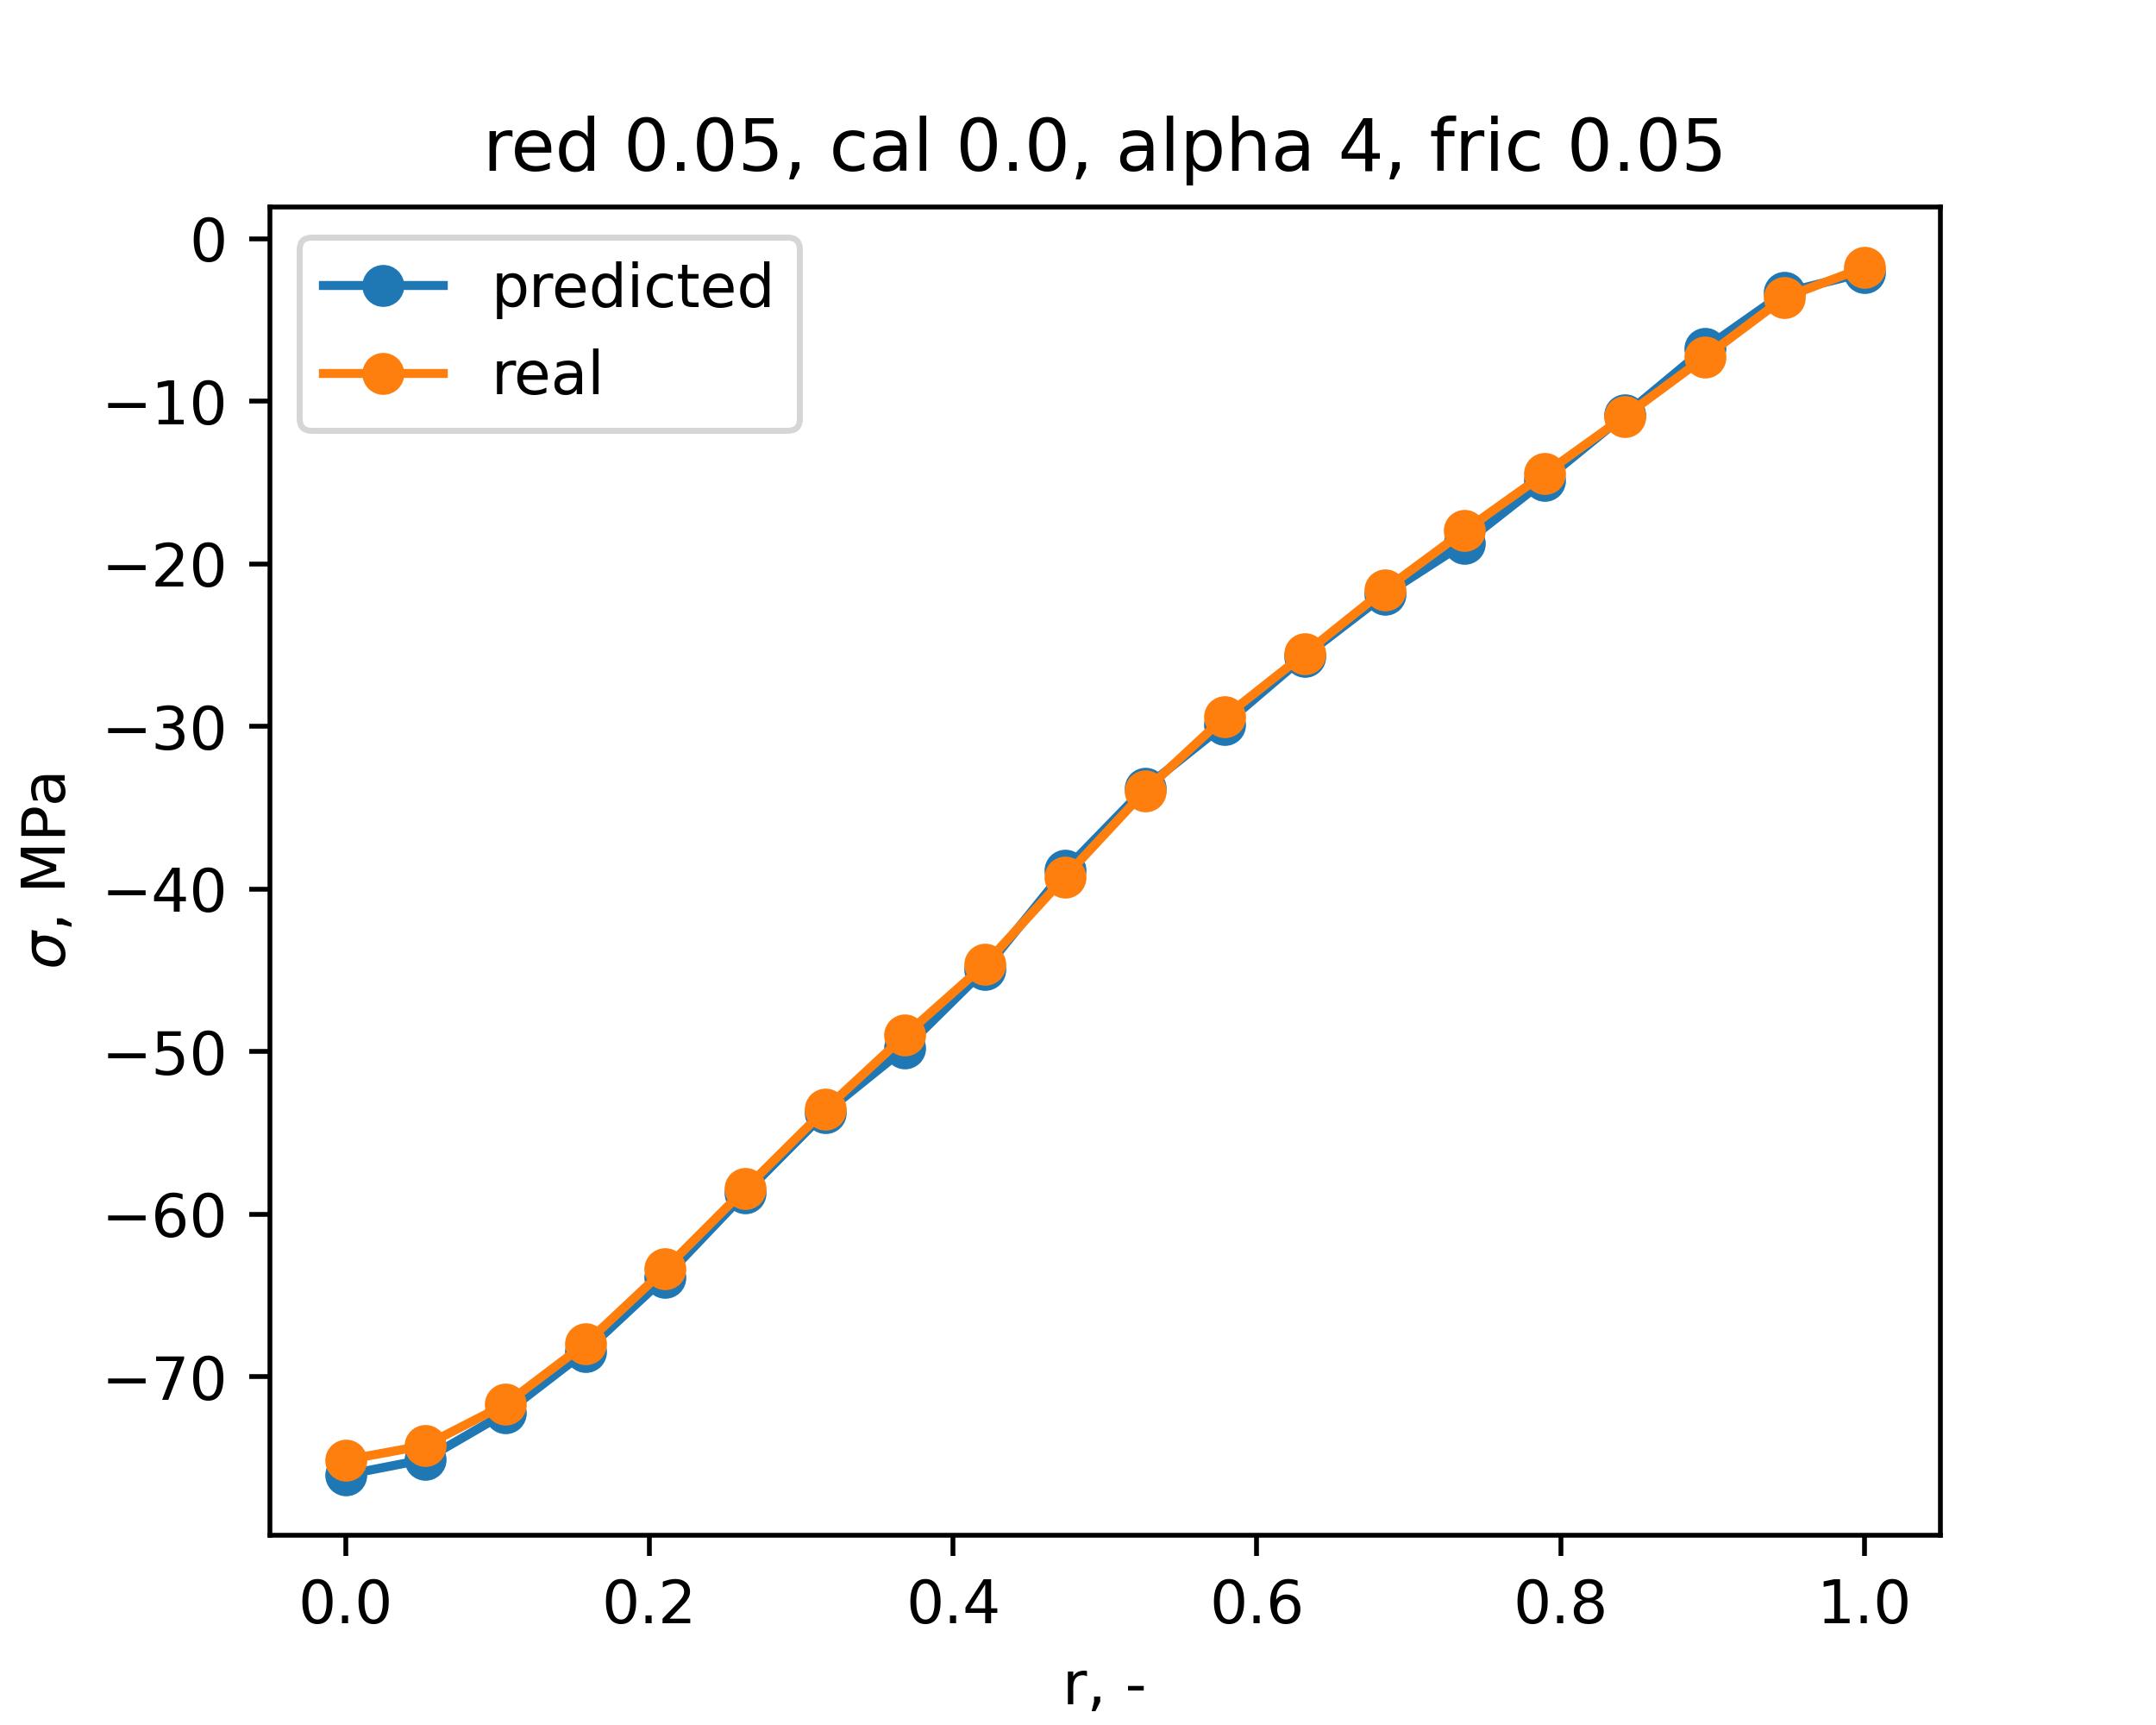 red 0.05, cal 0.0, alpha 4, fric 0.05
predicted
real
0
−10
−20
−30
−40
−50
−60
−70
σ, MPa
0.0 0.2 0.4 0.6 0.8 1.0
r, -